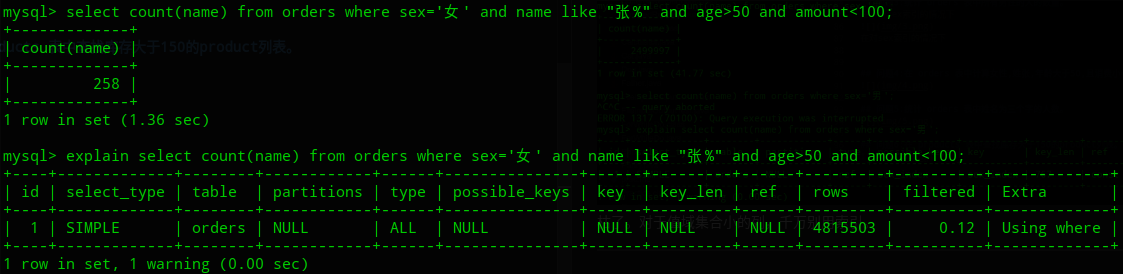 mysql> select count(name) from orders where sex='女' and name like "张%" and age>50 and amount<100;
+-------------+
| count(name) |
+-------------+
|         258 |
+-------------+
1 row in set (1.36 sec)
mysql> explain select count(name) from orders where sex='女' and name like "张%" and age>50 and amount<100;
+----+-------------+--------+------------+------+---------------+------+---------+------+---------+----------+-------------+
| id | select_type | table  | partitions | type | possible_keys | key  | key_len | ref  | rows    | filtered | Extra       |
+----+-------------+--------+------------+------+---------------+------+---------+------+---------+----------+-------------+
|  1 | SIMPLE      | orders | NULL       | ALL  | NULL          | NULL | NULL    | NULL | 4815503 |     0.12 | Using where |
+----+-------------+--------+------------+------+---------------+------+---------+------+---------+----------+-------------+
1 row in set, 1 warning (0.00 sec)